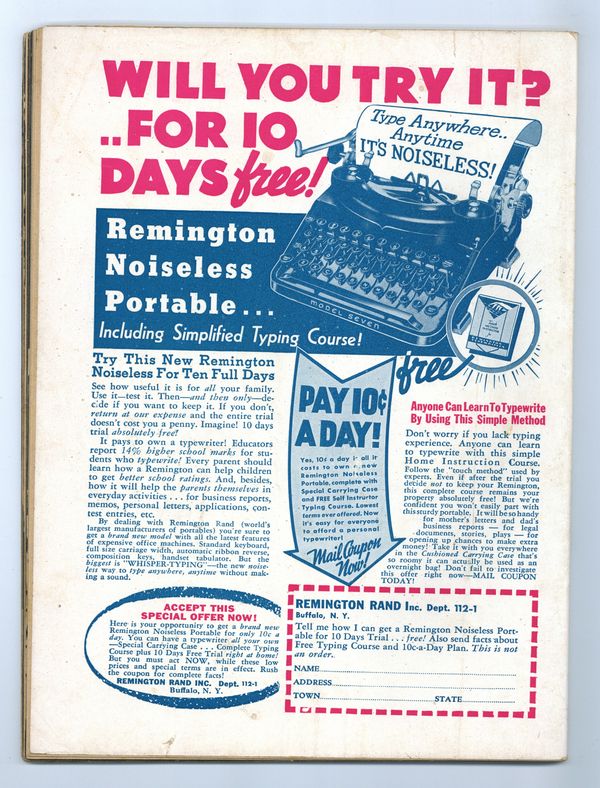 WILL YOU TRY IT?
..FOR 10
DAYS free!
Type Anywhere..
Anytime
IT'S NOISELESS!
Remington
Noiseless
Portable...
MODEL SEVEN
Including Simplified Typing Course!
free
Try This New Remington
Noiseless For Ten Full Days
See how useful it is for all your family.
Use it—test it. Then—and then only—de-
cide if you want to keep it. If you don't,
return at our expense and the entire trial
doesn't cost you a penny. Imagine! 10 days
trial absolutely free!
It pays to own a typewriter! Educators
report 14% higher school marks for stu-
dents who typewrite! Every parent should
learn how a Remington can help children
to get better school ratings. And, besides,
how it will help the parents themselves in
everyday activities . . . for business reports,
memos, personal letters, applications, con-
test entries, etc.
By dealing with Remington Rand (world's
largest manufacturers of portables) you're sure to
get a brand new model with all the latest features
of expensive office machines. Standard keyboard,
full size carriage width, automatic ribbon reverse,
composition keys, handset tabulator. But the
biggest is "WHISPER-TYPING"—the new noise-
less way to type anywhere, anytime without mak-
ing a sound.
PAY 10¢
A DAY!
Yes, 10¢ a day is all it
costs to own a new
Remington Noiseless
Portable, complete with
Special Carrying Case
and FREE Self Instructor
Typing Course. Lowest
terms ever offered. Now
it's easy for everyone
to afford a personal
typewriter!
Mail Coupon
Now!
Anyone Can Learn To Typewrite
By Using This Simple Method
Don't worry if you lack typing
experience. Anyone can learn
to typewrite with this simple
Home Instruction Course.
Follow the "touch method" used by
experts. Even if after the trial you
decide not to keep your Remington,
this complete course remains your
property absolutely free! But we're
confident you won't easily part with
this sturdy portable. It will be so handy
for mother's letters and dad's
business reports — for legal
documents, stories, plays — for
opening up chances to make extra
money! Take it with you everywhere
in the Cushioned Carrying Case that's
so roomy it can actually be used as an
overnight bag! Don't fail to investigate
this offer right now—MAIL COUPON
TODAY!
ACCEPT THIS
SPECIAL OFFER NOW!
Here is your opportunity to get a brand new
Remington Noiseless Portable for only 10c a
day. You can have a typewriter all your own
—Special Carrying Case . . . Complete Typing
Course plus 10 Days Free Trial right at home!
But you must act NOW, while these low
prices and special terms are in effect. Rush
the coupon for complete facts!
REMINGTON RAND INC. Dept. 112-1
Buffalo, N. Y.
REMINGTON RAND Inc. Dept. 112-1
Buffalo, N. Y.
Tell me how I can get a Remington Noiseless Port-
able for 10 Days Trial . . . free! Also send facts about
Free Typing Course and 10c-a-Day Plan. This is not
an order.
NAME
ADDRESS
TOWN STATE